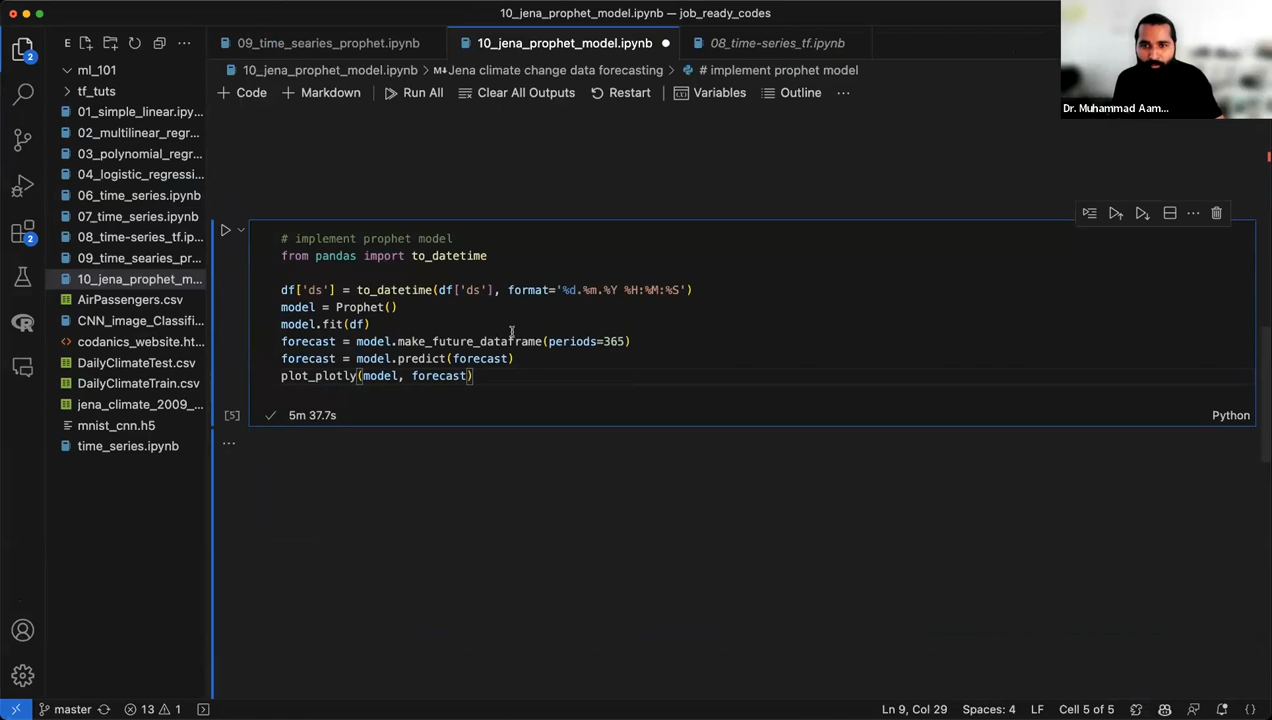 10_jena_prophet_model.ipynb — job_ready_codes
E
09_time_searies_prophet.ipynb
10_jena_prophet_model.ipynb
08_time-series_tf.ipynb
10_jena_prophet_model.ipynb > Jena climate change data forecasting > # implement prophet model
+ Code + Markdown Run All Clear All Outputs Restart Variables Outline ...
Dr. Muhammad Aam...
2
2
ml_101
tf_tuts
01_simple_linear.ipy...
02_multilinear_regr...
03_polynomial_regr...
04_logistic_regressi...
06_time_series.ipynb
07_time_series.ipynb
08_time-series_tf.ip...
09_time_searies_pr...
10_jena_prophet_m...
AirPassengers.csv
CNN_image_Classifi...
codanics_website.ht...
DailyClimateTest.csv
DailyClimateTrain.csv
jena_climate_2009_...
mnist_cnn.h5
time_series.ipynb
# implement prophet model
from pandas import to_datetime
df['ds'] = to_datetime(df['ds'], format='%d.%m.%Y %H:%M:%S')
model = Prophet()
model.fit(df)
forecast = model.make_future_dataframe(periods=365)
forecast = model.predict(forecast)
plot_plotly(model, forecast)
[5] 5m 37.7s Python
...
master 13 1 Ln 9, Col 29 Spaces: 4 LF Cell 5 of 5